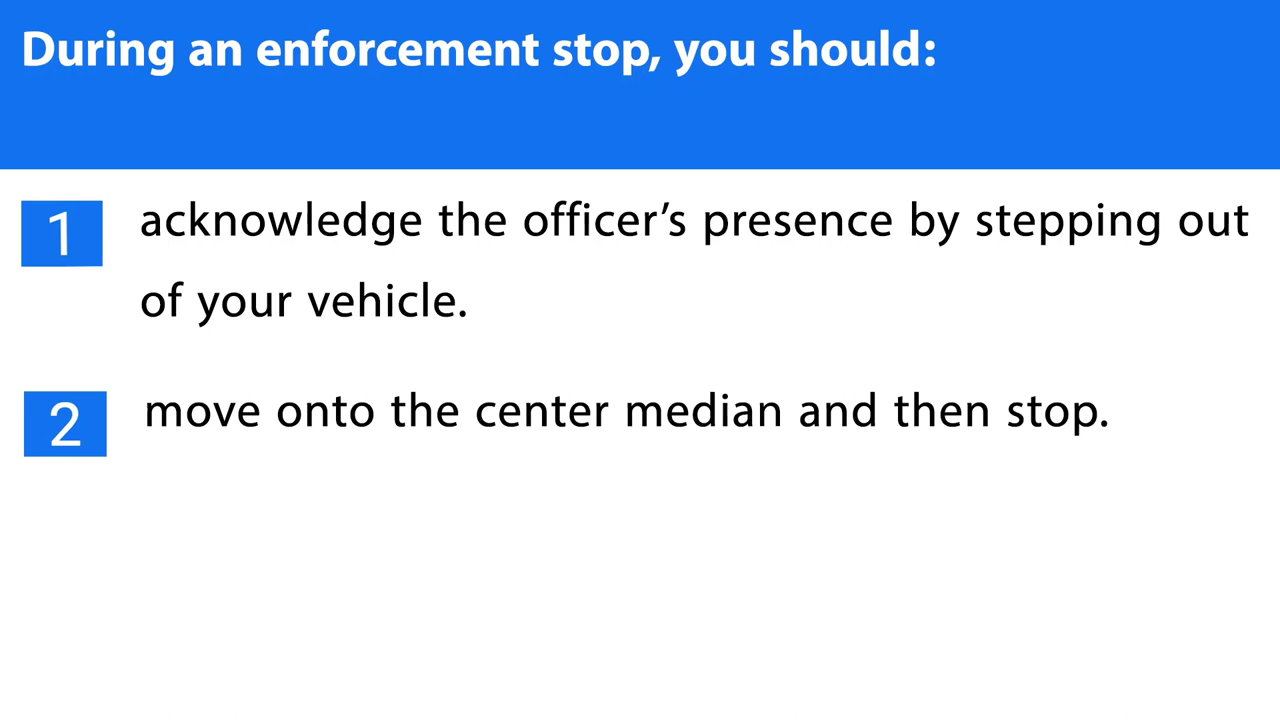 During an enforcement stop, you should:
1 acknowledge the officer’s presence by stepping out
of your vehicle.
2 move onto the center median and then stop.